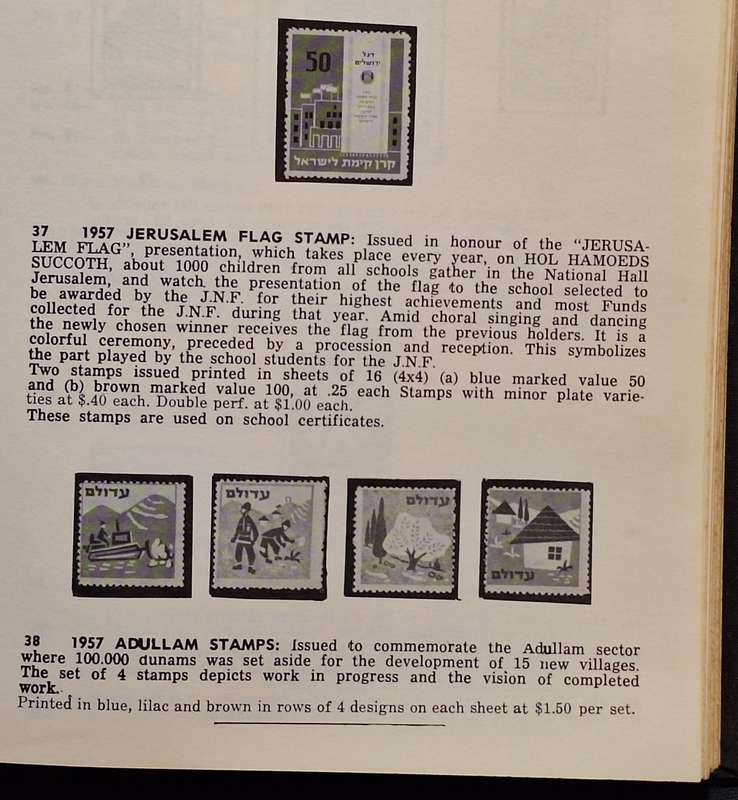 50
דגל
ירושלים
קרן קימת לישראל
37 1957 JERUSALEM FLAG STAMP: Issued in honour of the "JERUSA-
LEM FLAG", presentation, which takes place every year, on HOL HAMOEDS
SUCCOTH, about 1000 children from all schools gather in the National Hall
Jerusalem, and watch the presentation of the flag to the school selected to
be awarded by the J.N.F. for their highest achievements and most Funds
collected for the J.N.F. during that year. Amid choral singing and dancing
the newly chosen winner receives the flag from the previous holders. It is a
colorful ceremony, preceded by a procession and reception. This symbolizes
the part played by the school students for the J.N.F.
Two stamps issued printed in sheets of 16 (4x4) (a) blue marked value 50
and (b) brown marked value 100, at .25 each Stamps with minor plate varie-
ties at $.40 each. Double perf. at $1.00 each.
These stamps are used on school certificates.
עדולם
עדולם
עדולם
עדולם
38 1957 ADULLAM STAMPS: Issued to commemorate the Adullam sector
where 100.000 dunams was set aside for the development of 15 new villages.
The set of 4 stamps depicts work in progress and the vision of completed
work.
Printed in blue, lilac and brown in rows of 4 designs on each sheet at $1.50 per set.